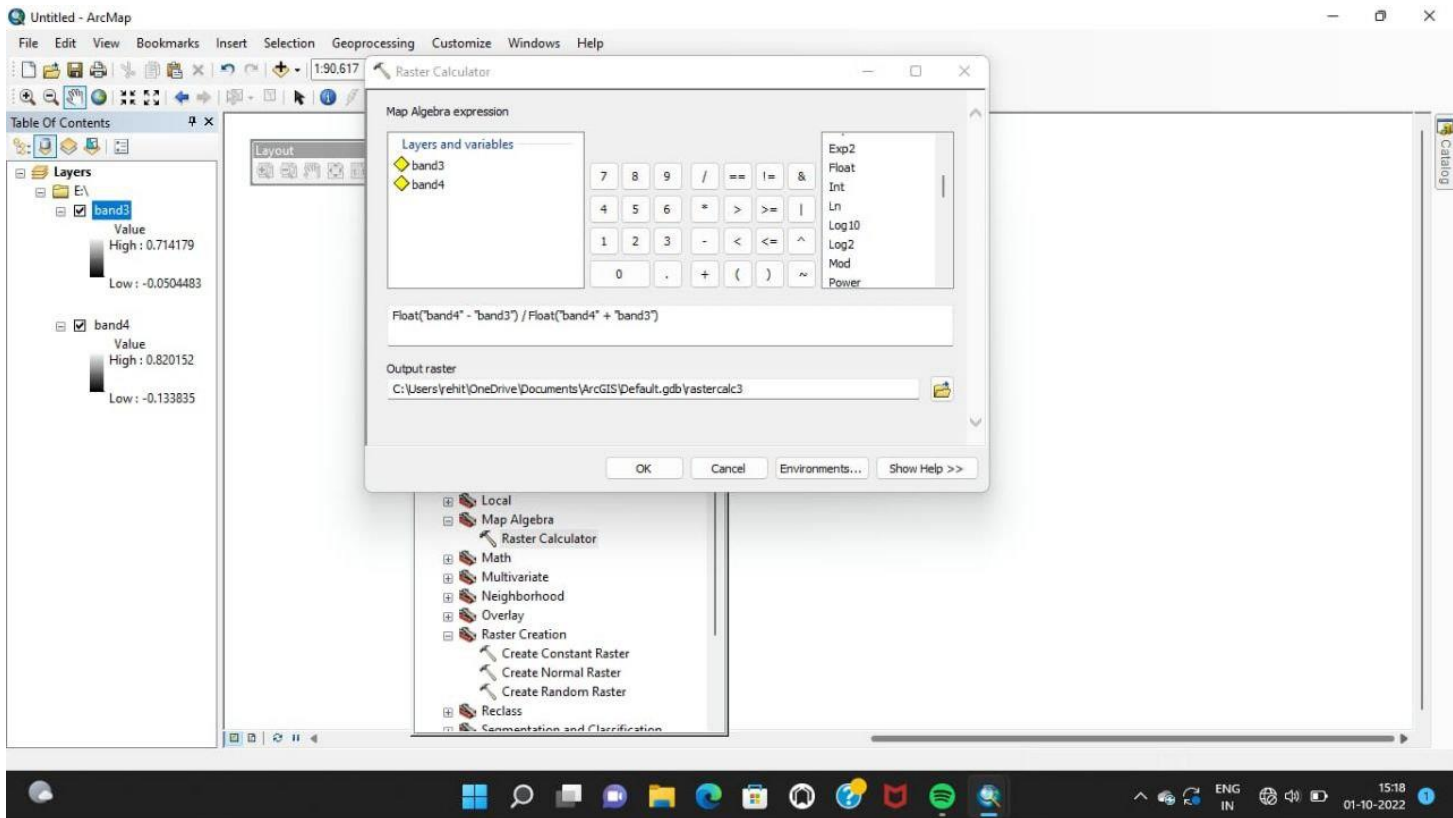 Untitled - ArcMap
File Edit View Bookmarks Insert Selection Geoprocessing Customize Windows Help
1:90,617
Table Of Contents
Layers
E:\
band3
Value
High : 0.714179
Low : -0.0504483
band4
Value
High : 0.820152
Low : -0.133835
Layout
Raster Calculator
Map Algebra expression
Layers and variables
band3
band4
7 8 9 / == != &
4 5 6 * > >= |
1 2 3 - < <= ^
0 . + ( ) ~
Exp2
Float
Int
Ln
Log10
Log2
Mod
Power
Float("band4" - "band3") / Float("band4" + "band3")
Output raster
C:\Users\rehit\OneDrive\Documents\ArcGIS\Default.gdb\rastercalc3
OK Cancel Environments... Show Help >>
Local
Map Algebra
Raster Calculator
Math
Multivariate
Neighborhood
Overlay
Raster Creation
Create Constant Raster
Create Normal Raster
Create Random Raster
Reclass
Segmentation and Classification
Catalog
ENG
IN
15:18
01-10-2022
1